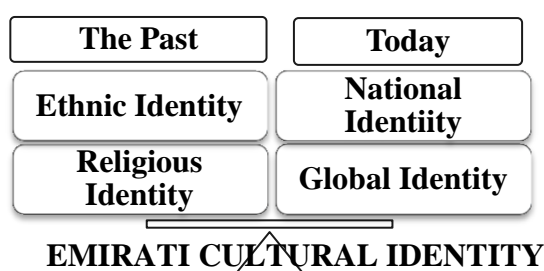 The Past
Today
Ethnic Identity
National
Identiity
Religious
Identity
Global Identity
EMIRATI CULTURAL IDENTITY